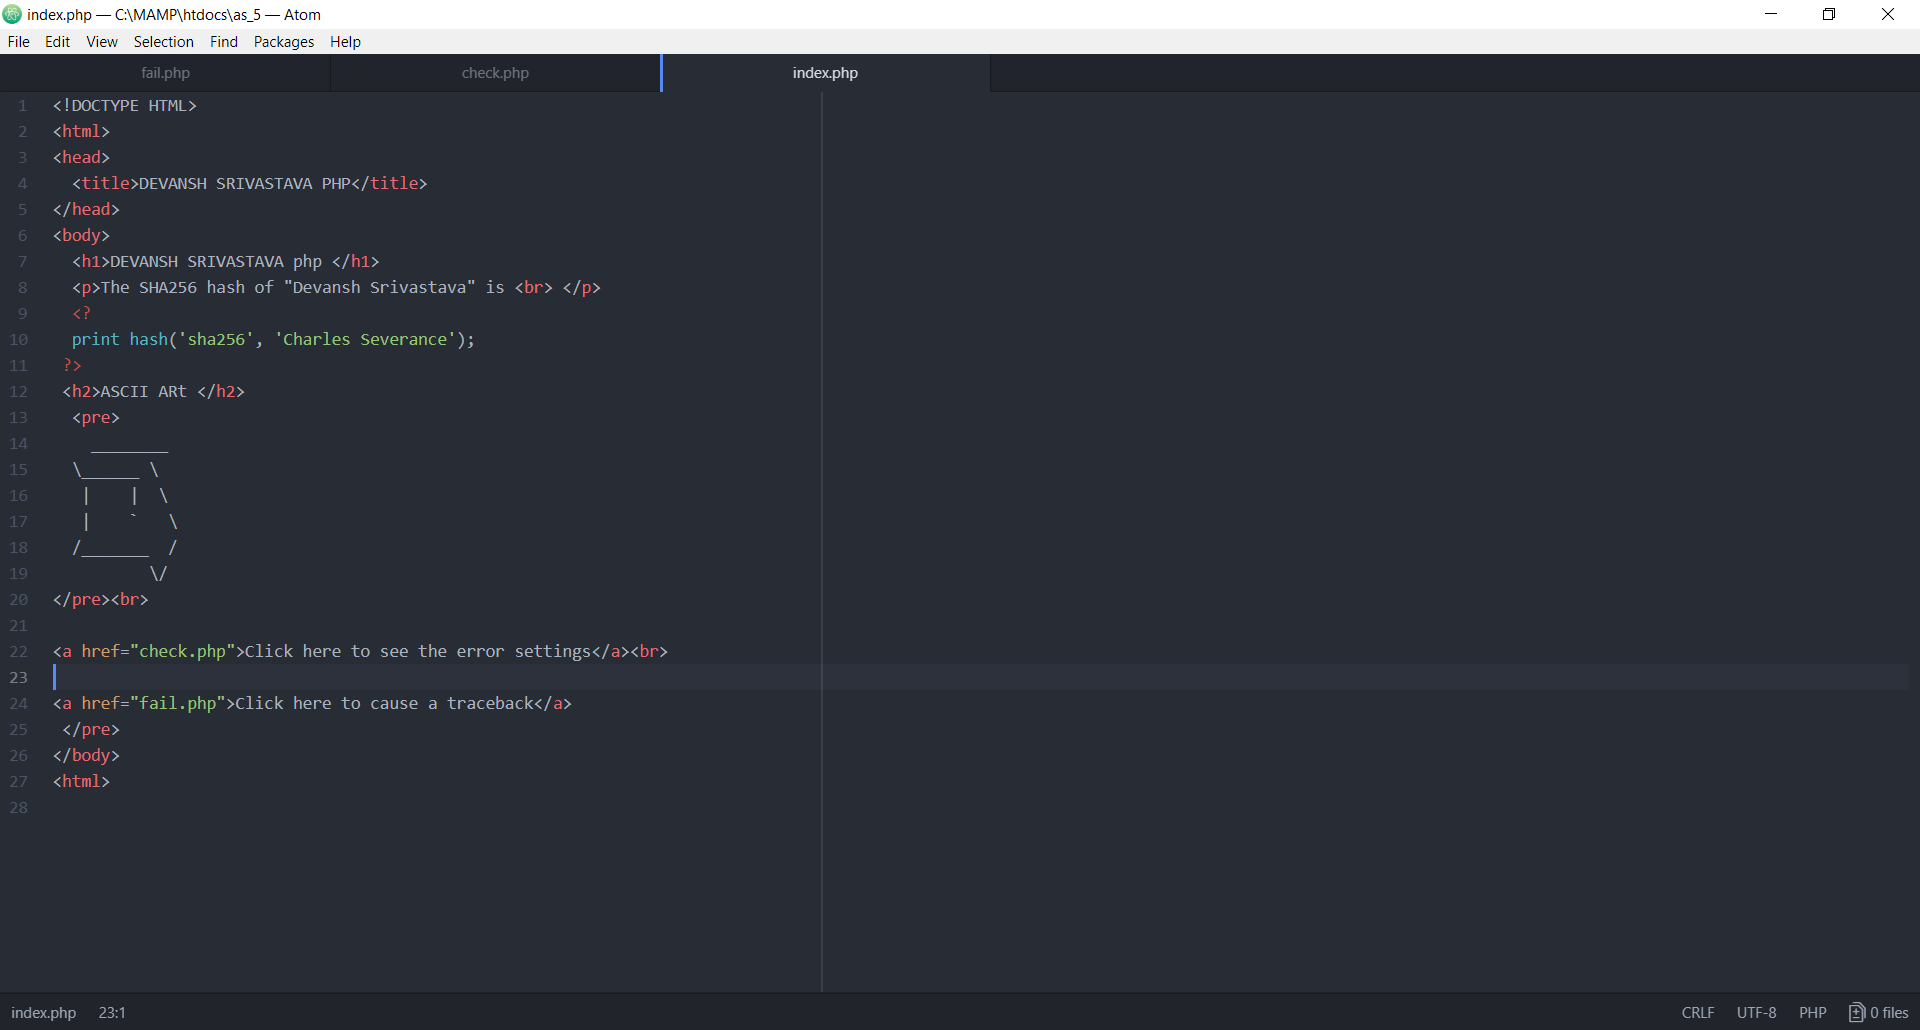 index.php — C:\MAMP\htdocs\as_5 — Atom
File Edit View Selection Find Packages Help
fail.php check.php index.php
1 <!DOCTYPE HTML>
2 <html>
3 <head>
4   <title>DEVANSH SRIVASTAVA PHP</title>
5 </head>
6 <body>
7   <h1>DEVANSH SRIVASTAVA php </h1>
8   <p>The SHA256 hash of "Devansh Srivastava" is <br> </p>
9   <?
10   print hash('sha256', 'Charles Severance');
11  ?>
12  <h2>ASCII ARt </h2>
13   <pre>
14     ________
15   \______ \
16    |    |  \
17    |    `   \
18   /_______  /
19           \/
20 </pre><br>
21
22 <a href="check.php">Click here to see the error settings</a><br>
23
24 <a href="fail.php">Click here to cause a traceback</a>
25  </pre>
26 </body>
27 <html>
28
index.php 23:1 CRLF UTF-8 PHP 0 files